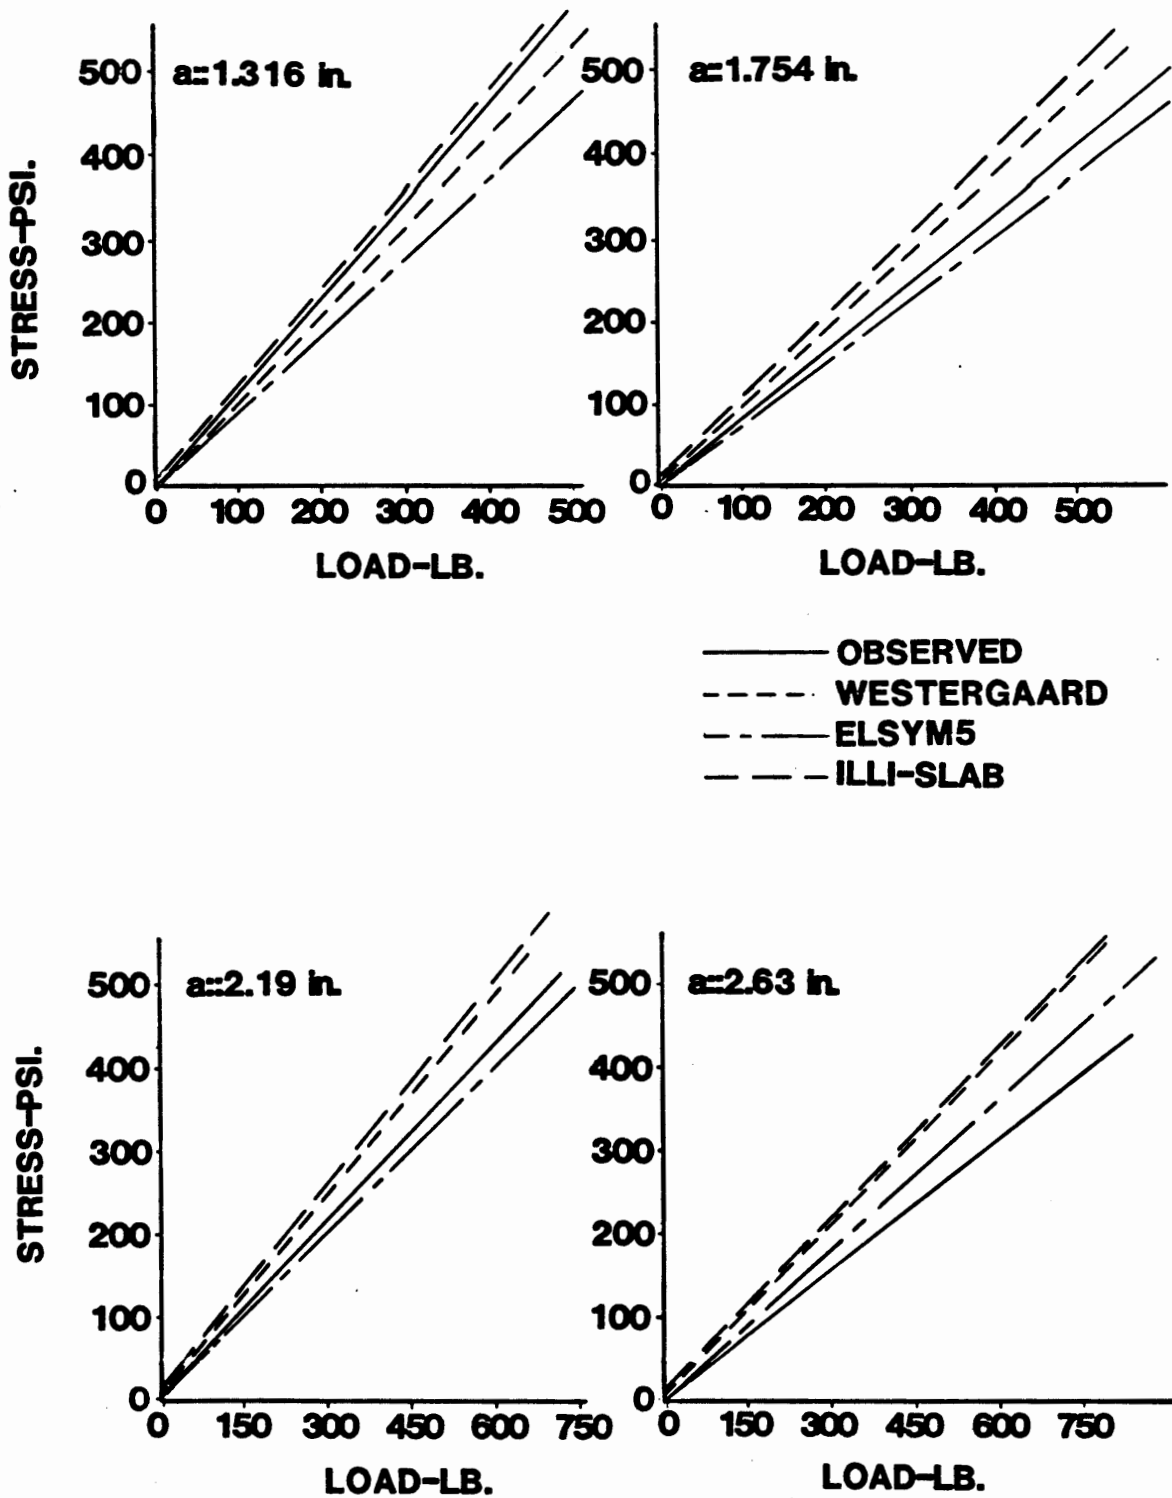 a=1.316 in.
500
400
300
200
100
0
STRESS-PSI.
0 100 200 300 400 500
LOAD-LB.
a=1.754 in.
500
400
300
200
100
0
0 100 200 300 400 500
LOAD-LB.
OBSERVED
WESTERGAARD
ELSYM5
ILLI-SLAB
a=2.19 in.
500
400
300
200
100
0
STRESS-PSI.
0 150 300 450 600 750
LOAD-LB.
a=2.63 in.
500
400
300
200
100
0
0 150 300 450 600 750
LOAD-LB.